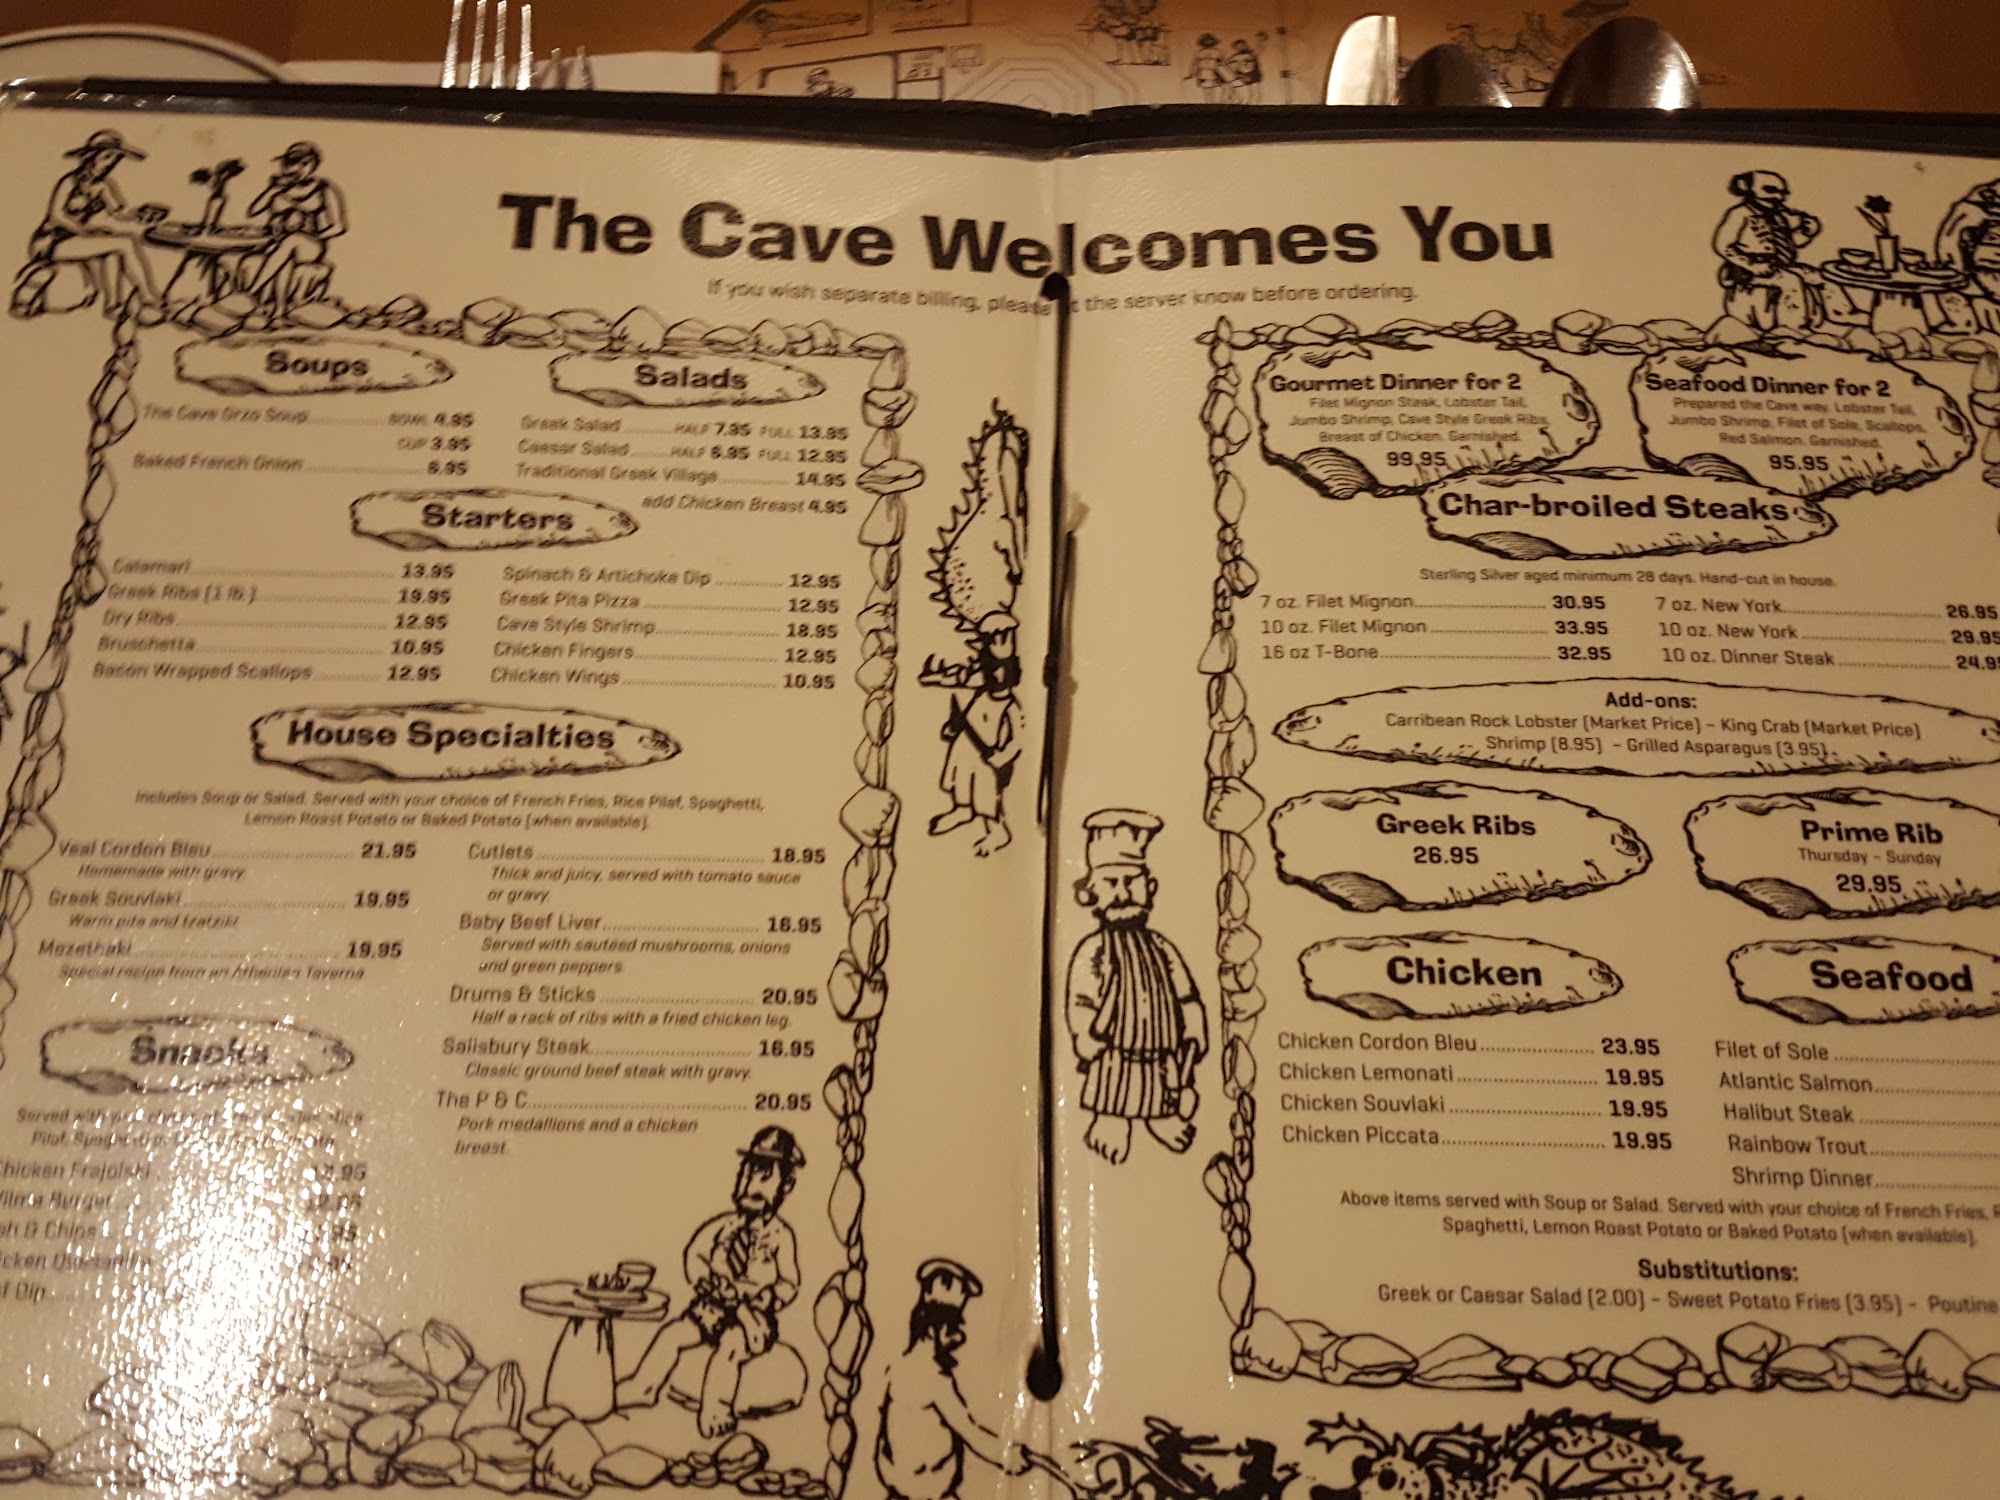 The Cave Welcomes You
If you wish separate billing, please the server know before ordering.
Soups
The Cave Orzo Soup BOWL 4.95
CUP 3.95
Baked French Onion 6.95
Salads
Greek Salad HALF 7.95 FULL 13.95
Caesar Salad HALF 6.95 FULL 12.95
Traditional Greek Village 14.95
add Chicken Breast 4.95
Starters
Calamari 13.95
Greek Ribs (1 lb.) 19.95
Dry Ribs 12.95
Bruschetta 10.95
Bacon Wrapped Scallops 12.95
Spinach & Artichoke Dip 12.95
Greek Pita Pizza 12.95
Cave Style Shrimp 18.95
Chicken Fingers 12.95
Chicken Wings 10.95
House Specialties
Includes Soup or Salad. Served with your choice of French Fries, Rice Pilaf, Spaghetti,
Lemon Roast Potato or Baked Potato (when available).
Veal Cordon Bleu 21.95
Homemade with gravy.
Greek Souvlaki 19.95
Warm pita and tzatziki.
Mezethaki 19.95
Special recipe from an Athenian Taverna
Cutlets 18.95
Thick and juicy, served with tomato sauce
or gravy.
Baby Beef Liver 16.95
Served with sauteed mushrooms, onions
and green peppers.
Drums & Sticks 20.95
Half a rack of ribs with a fried chicken leg.
Salisbury Steak 16.95
Classic ground beef steak with gravy.
The P & C 20.95
Pork medallions and a chicken
breast.
Snacks
Served with your
Pilaf,
Chicken
Burger
& Chips
Dip
Gourmet Dinner for 2
Filet Mignon Steak, Lobster Tail,
Jumbo Shrimp, Cave Style Greek Ribs,
Breast of Chicken. Garnished.
99.95
Seafood Dinner for 2
Prepared the Cave way. Lobster Tail,
Jumbo Shrimp, Filet of Sole, Scallops,
Red Salmon. Garnished.
95.95
Char-broiled Steaks
Sterling Silver aged minimum 28 days. Hand-cut in house.
7 oz. Filet Mignon 30.95
10 oz. Filet Mignon 33.95
16 oz T-Bone 32.95
7 oz. New York 26.95
10 oz. New York 29.95
10 oz. Dinner Steak 24.9
Add-ons:
Carribean Rock Lobster (Market Price) - King Crab (Market Price)
Shrimp (8.95) - Grilled Asparagus (3.95)
Greek Ribs
26.95
Prime Rib
Thursday - Sunday
29.95
Chicken
Chicken Cordon Bleu 23.95
Chicken Lemonati 19.95
Chicken Souvlaki 19.95
Chicken Piccata 19.95
Seafood
Filet of Sole
Atlantic Salmon
Halibut Steak
Rainbow Trout
Shrimp Dinner
Above items served with Soup or Salad. Served with your choice of French Fries,
Spaghetti, Lemon Roast Potato or Baked Potato (when available).
Substitutions:
Greek or Caesar Salad (2.00) - Sweet Potato Fries (3.95) - Poutine